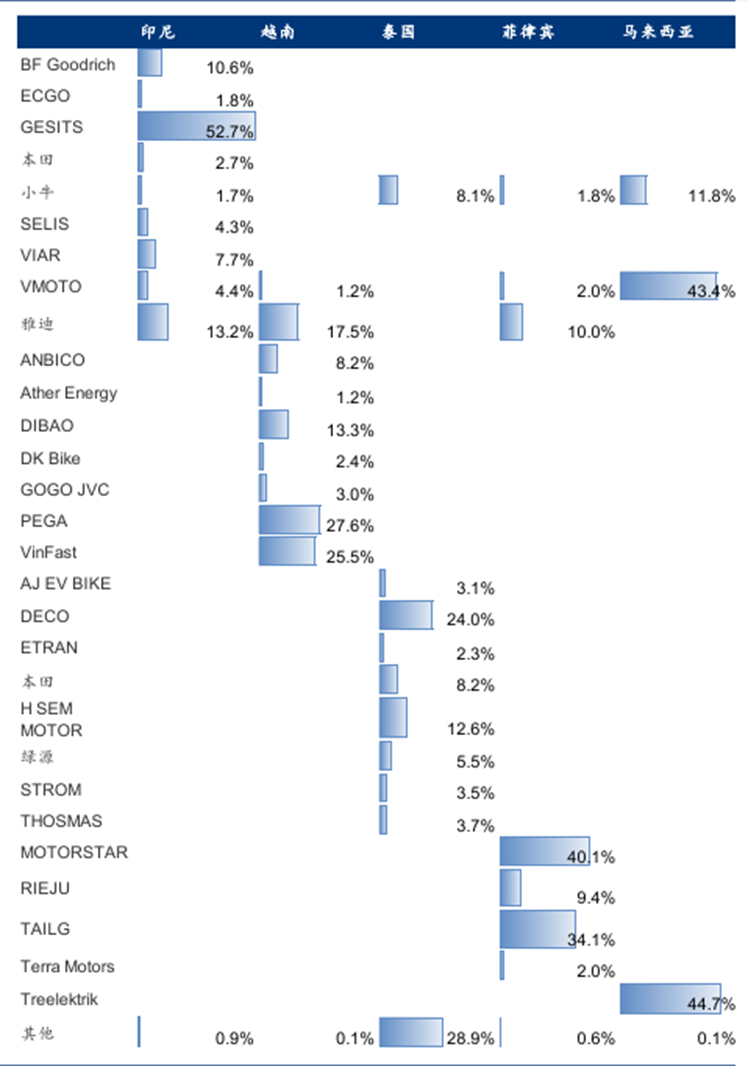 印尼 越南 泰国 菲律宾 马来西亚
BF Goodrich 10.6%
ECGO 1.8%
GESITS 52.7%
本田 2.7%
小牛 1.7% 8.1% 1.8% 11.8%
SELIS 4.3%
VIAR 7.7%
VMOTO 4.4% 1.2% 2.0% 43.4%
雅迪 13.2% 17.5% 10.0%
ANBICO 8.2%
Ather Energy 1.2%
DIBAO 13.3%
DK Bike 2.4%
GOGO JVC 3.0%
PEGA 27.6%
VinFast 25.5%
AJ EV BIKE 3.1%
DECO 24.0%
ETRAN 2.3%
本田 8.2%
H SEM
MOTOR 12.6%
绿源 5.5%
STROM 3.5%
THOSMAS 3.7%
MOTORSTAR 40.1%
RIEJU 9.4%
TAILG 34.1%
Terra Motors 2.0%
Treelektrik 44.7%
其他 0.9% 0.1% 28.9% 0.6% 0.1%